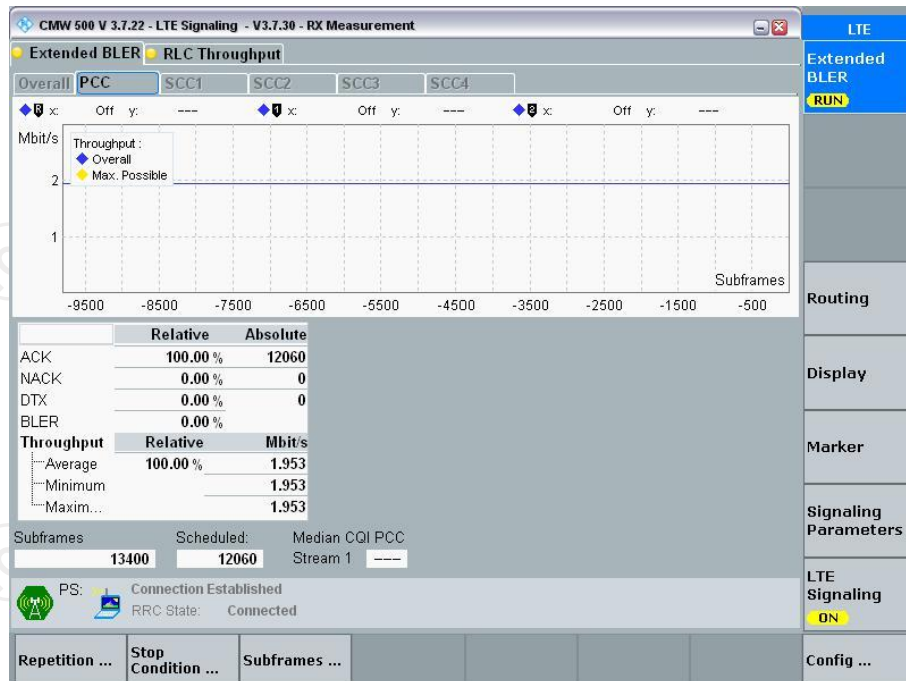 CMW 500 V 3.7.22 - LTE Signaling - V3.7.30 - RX Measurement
LTE
Extended BLER RLC Throughput
Extended
BLER
RUN
Overall PCC SCC1 SCC2 SCC3 SCC4
x: Off y: --- x: Off y: --- x: Off y: ---
Mbit/s
Throughput :
Overall
Max. Possible
2
1
Subframes
-9500 -8500 -7500 -6500 -5500 -4500 -3500 -2500 -1500 -500
Routing
Relative Absolute
ACK 100.00 % 12060
NACK 0.00 % 0
DTX 0.00 % 0
BLER 0.00 %
Display
Throughput Relative Mbit/s
Average 100.00 % 1.953
Minimum 1.953
Maxim... 1.953
Marker
Subframes Scheduled: Median CQI PCC
13400 12060 Stream 1 ---
Signaling
Parameters
PS: Connection Established
RRC State: Connected
LTE
Signaling
ON
Repetition ... Stop Condition ... Subframes ... Config ...